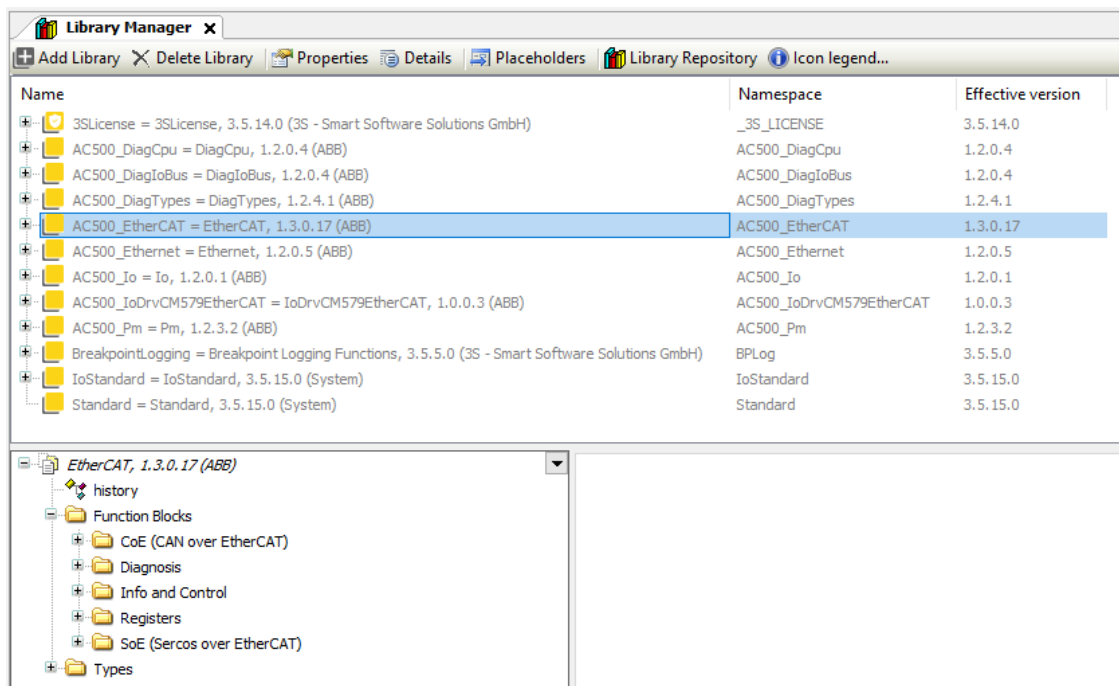 Library Manager
Add Library Delete Library Properties Details Placeholders Library Repository Icon legend...
Name Namespace Effective version
3SLicense = 3SLicense, 3.5.14.0 (3S - Smart Software Solutions GmbH) _3S_LICENSE 3.5.14.0
AC500_DiagCpu = DiagCpu, 1.2.0.4 (ABB) AC500_DiagCpu 1.2.0.4
AC500_DiagIoBus = DiagIoBus, 1.2.0.4 (ABB) AC500_DiagIoBus 1.2.0.4
AC500_DiagTypes = DiagTypes, 1.2.4.1 (ABB) AC500_DiagTypes 1.2.4.1
AC500_EtherCAT = EtherCAT, 1.3.0.17 (ABB) AC500_EtherCAT 1.3.0.17
AC500_Ethernet = Ethernet, 1.2.0.5 (ABB) AC500_Ethernet 1.2.0.5
AC500_Io = Io, 1.2.0.1 (ABB) AC500_Io 1.2.0.1
AC500_IoDrvCM579EtherCAT = IoDrvCM579EtherCAT, 1.0.0.3 (ABB) AC500_IoDrvCM579EtherCAT 1.0.0.3
AC500_Pm = Pm, 1.2.3.2 (ABB) AC500_Pm 1.2.3.2
BreakpointLogging = Breakpoint Logging Functions, 3.5.5.0 (3S - Smart Software Solutions GmbH) BPLog 3.5.5.0
IoStandard = IoStandard, 3.5.15.0 (System) IoStandard 3.5.15.0
Standard = Standard, 3.5.15.0 (System) Standard 3.5.15.0
EtherCAT, 1.3.0.17 (ABB)
history
Function Blocks
CoE (CAN over EtherCAT)
Diagnosis
Info and Control
Registers
SoE (Sercos over EtherCAT)
Types